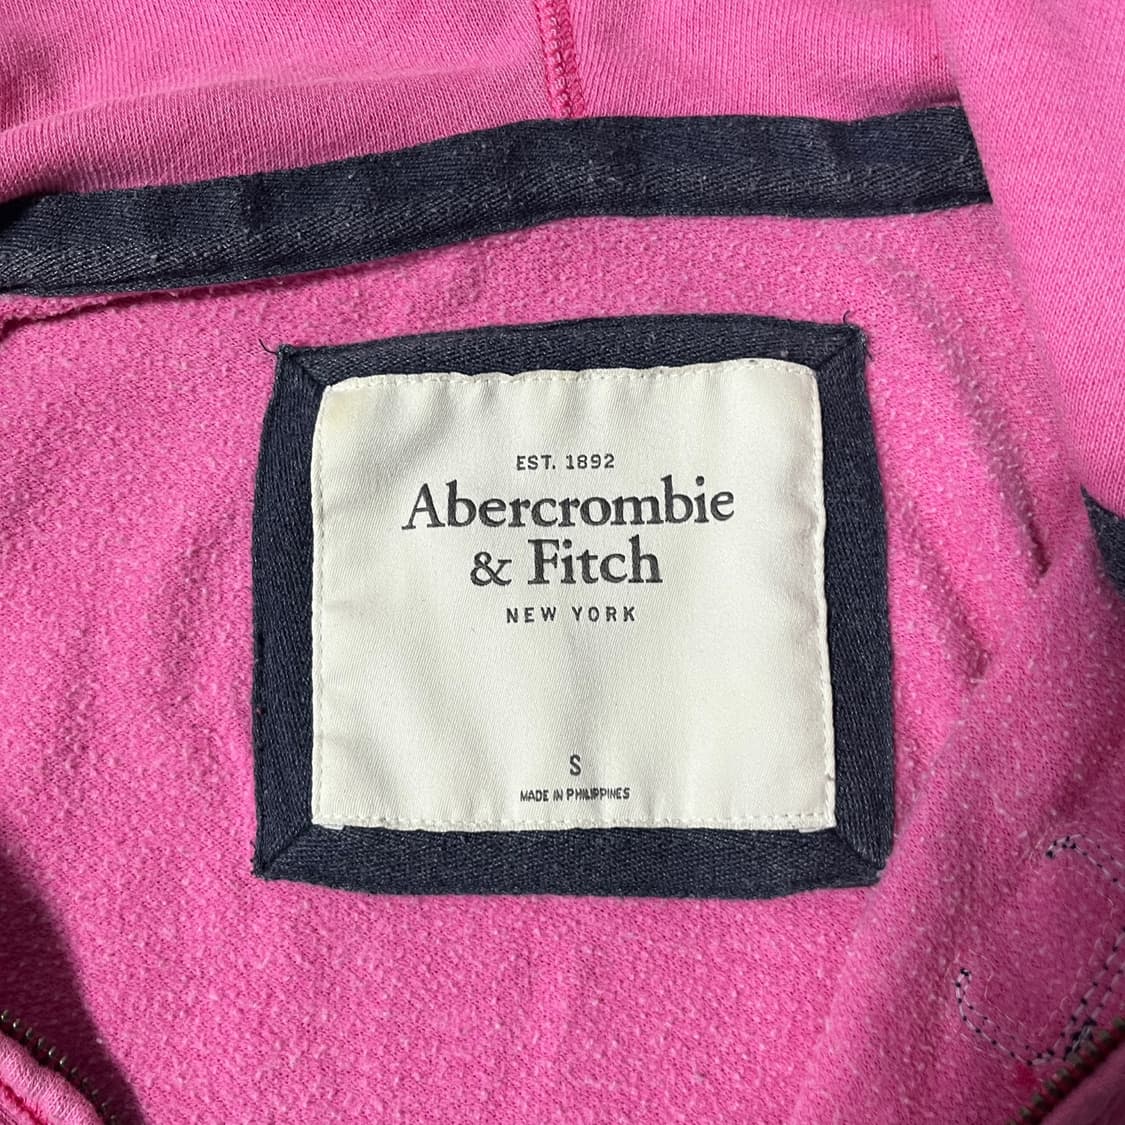 EST. 1892
Abercrombie
& Fitch
NEW YORK
S
MADE IN PHILIPPINES